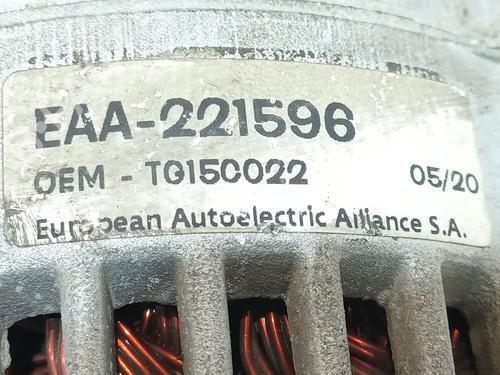 EAA-221596
OEM - TG15C022 05/20
European Autoelectric Alliance S.A.